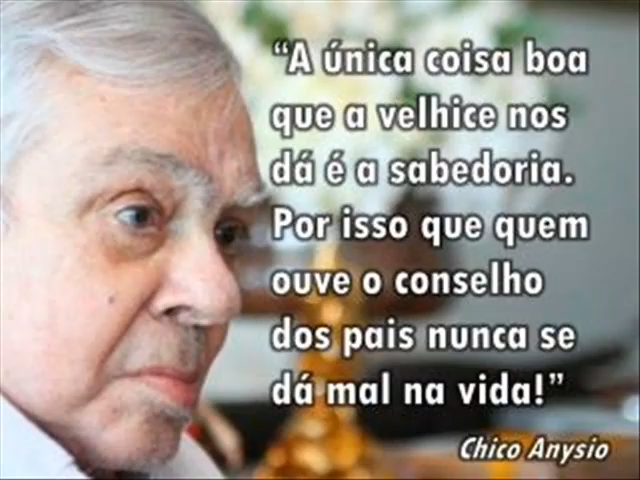 “A única coisa boa
que a velhice nos
dá é a sabedoria.
Por isso que quem
ouve o conselho
dos pais nunca se
dá mal na vida!”
Chico Anysio